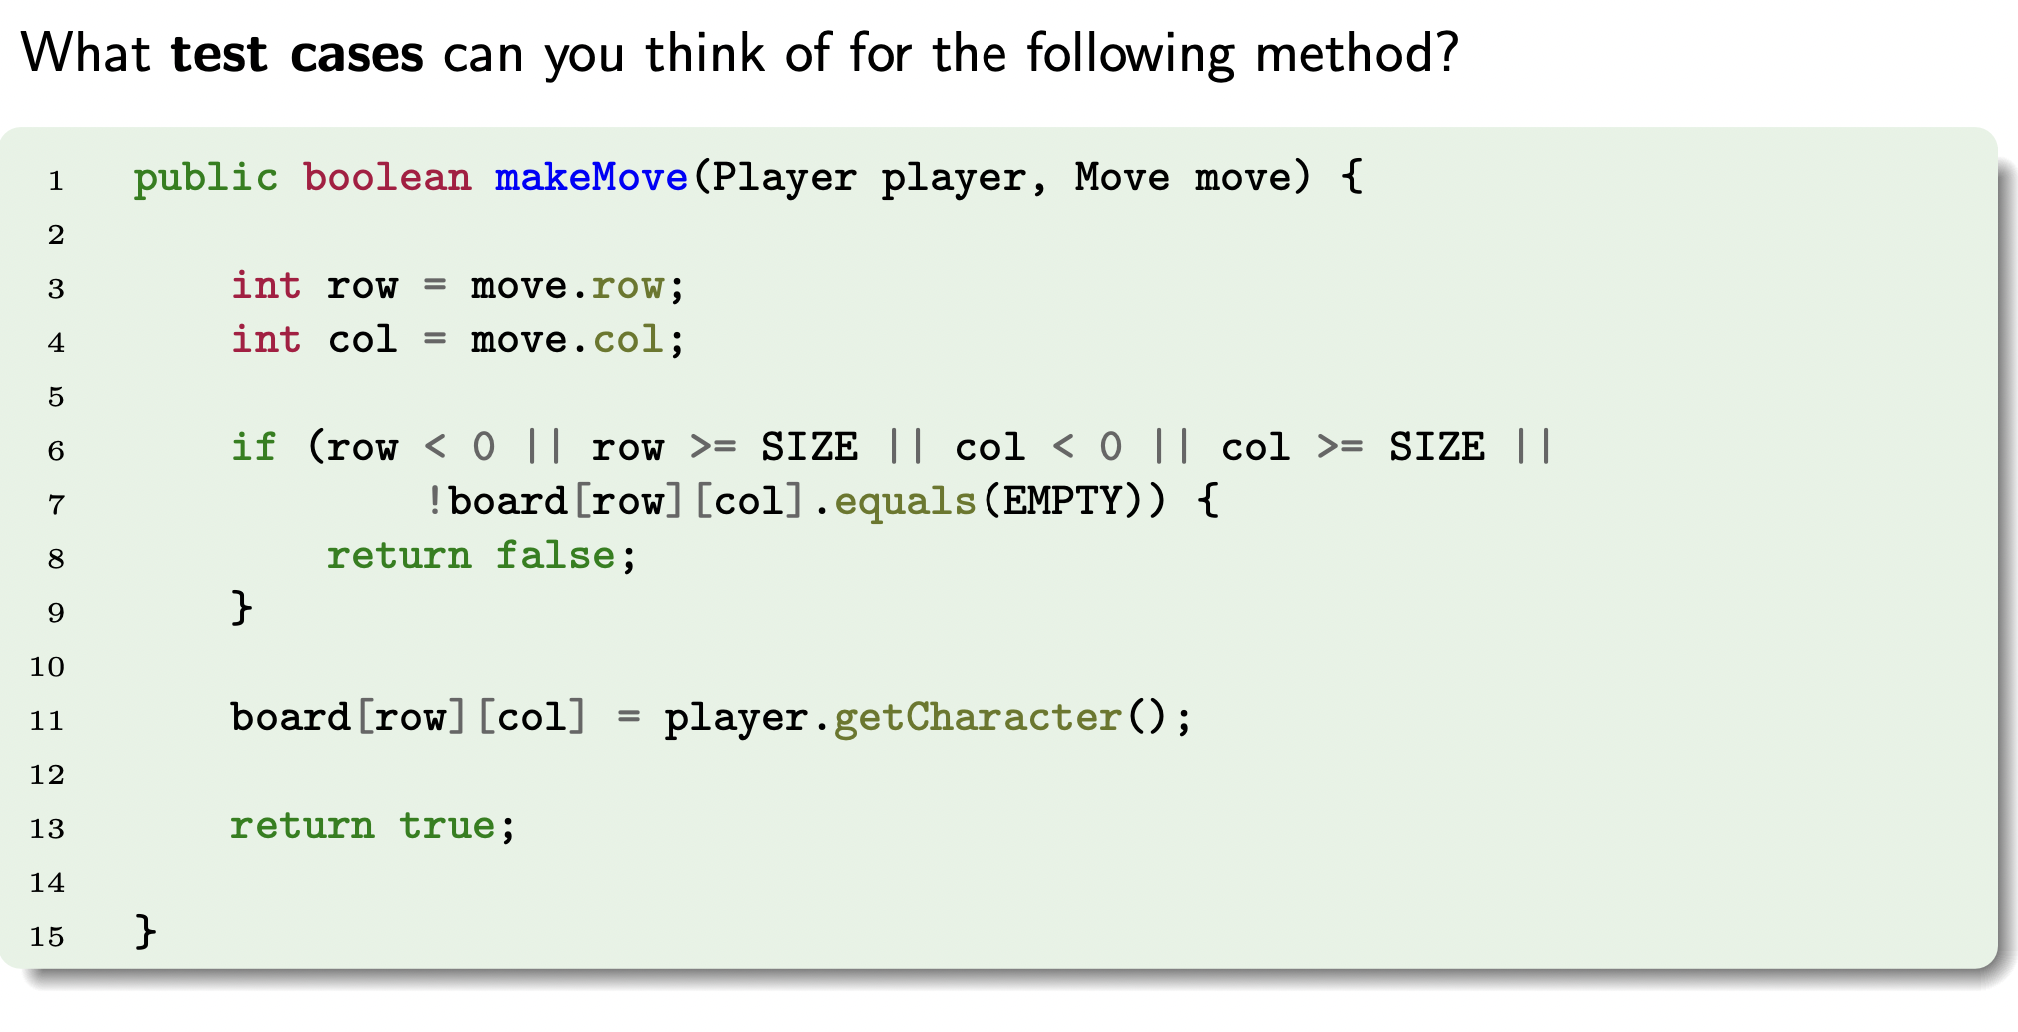 What test cases can you think of for the following method?
1 public boolean makeMove(Player player, Move move) {
2
3 int row = move.row;
4 int col = move.col;
5
6 if (row < 0 || row >= SIZE || col < 0 || col >= SIZE ||
7 !board[row][col].equals(EMPTY)) {
8 return false;
9 }
10
11 board[row][col] = player.getCharacter();
12
13 return true;
14
15 }